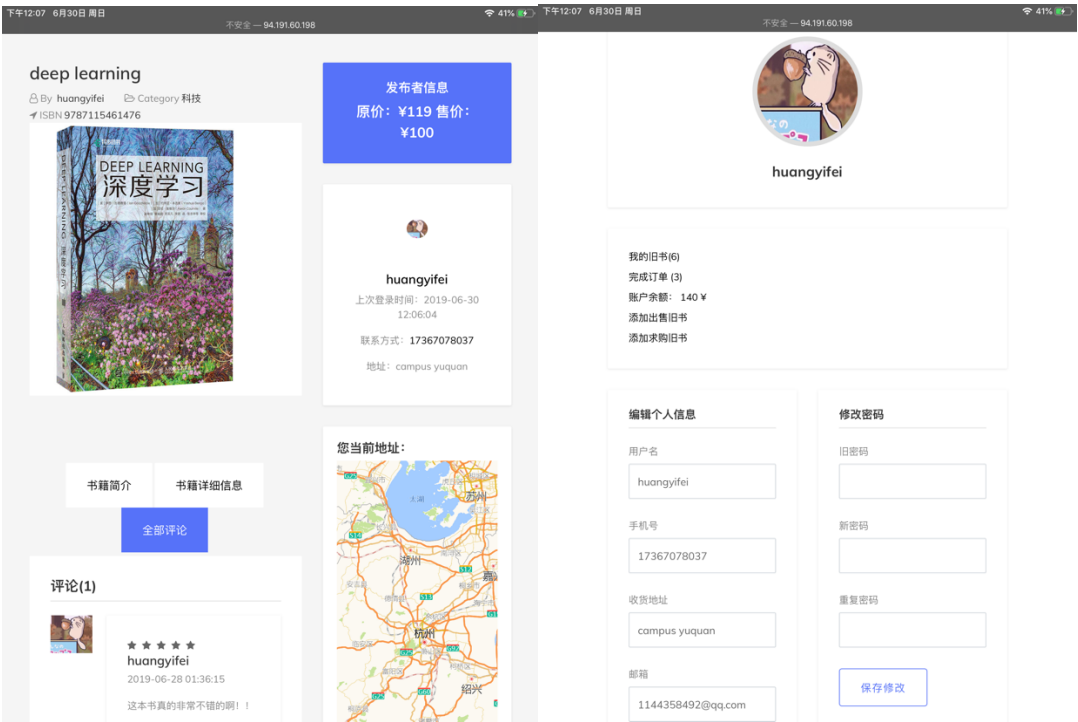 下午12:07 6月30日 周日
41%
不安全 — 94.191.60.198
deep learning
By huangyifei Category 科技
ISBN 9787115461476
DEEP LEARNING
深度学习
DEEP LEARNING 深度学习
发布者信息
原价：¥119 售价：
¥100
huangyifei
上次登录时间：2019-06-30
12:06:04
联系方式：17367078037
地址：campus yuquan
您当前地址：
苏州
太湖
湖州
杭州
绍兴
嘉
书籍简介
书籍详细信息
全部评论
评论(1)
huangyifei
2019-06-28 01:36:15
这本书真的非常不错的啊！！
下午12:07 6月30日 周日
41%
不安全 — 94.191.60.198
huangyifei
我的旧书(6)
完成订单 (3)
账户余额： 140 ¥
添加出售旧书
添加求购旧书
编辑个人信息
用户名
huangyifei
手机号
17367078037
收货地址
campus yuquan
邮箱
1144358492@qq.com
修改密码
旧密码
新密码
重复密码
保存修改